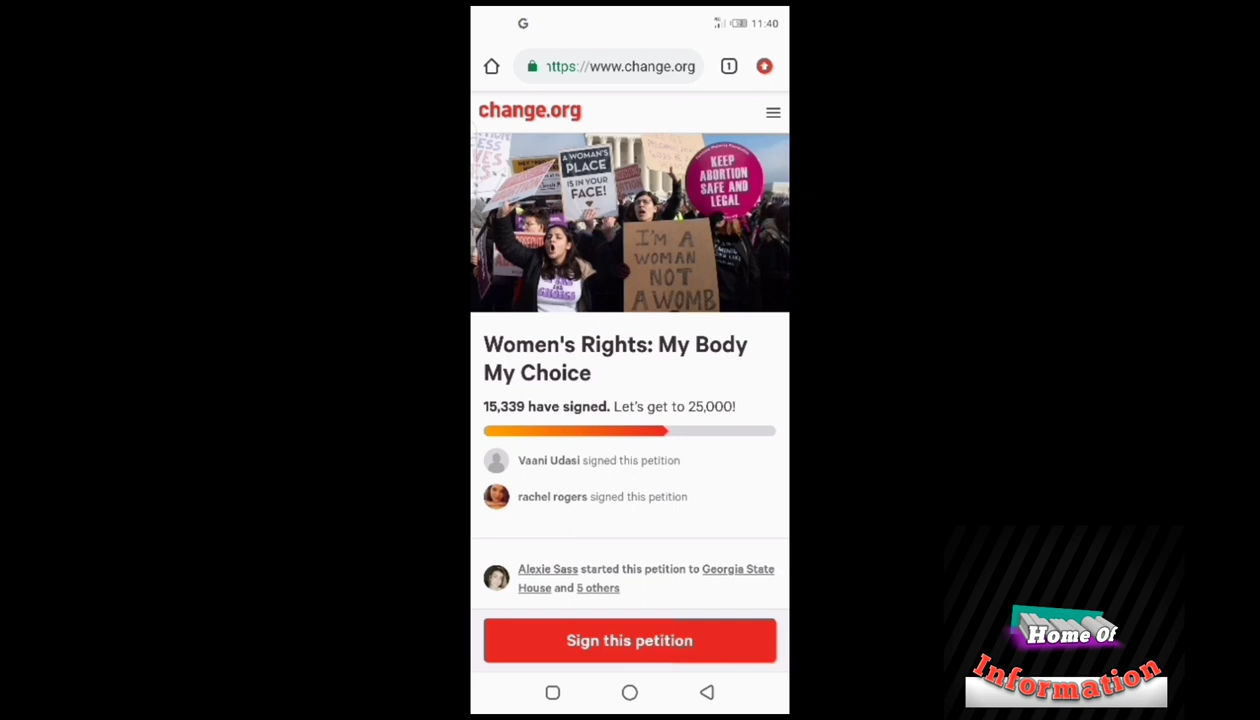 G
11:40
https://www.change.org
1
change.org
A WOMAN'S
PLACE
IS IN YOUR
FACE!
KEEP
ABORTION
SAFE AND
LEGAL
I'M A
WOMAN
NOT
A WOMB
Women's Rights: My Body
My Choice
15,339 have signed. Let's get to 25,000!
Vaani Udasi signed this petition
rachel rogers signed this petition
Alexie Sass started this petition to Georgia State
House and 5 others
Sign this petition
Home Of
Information